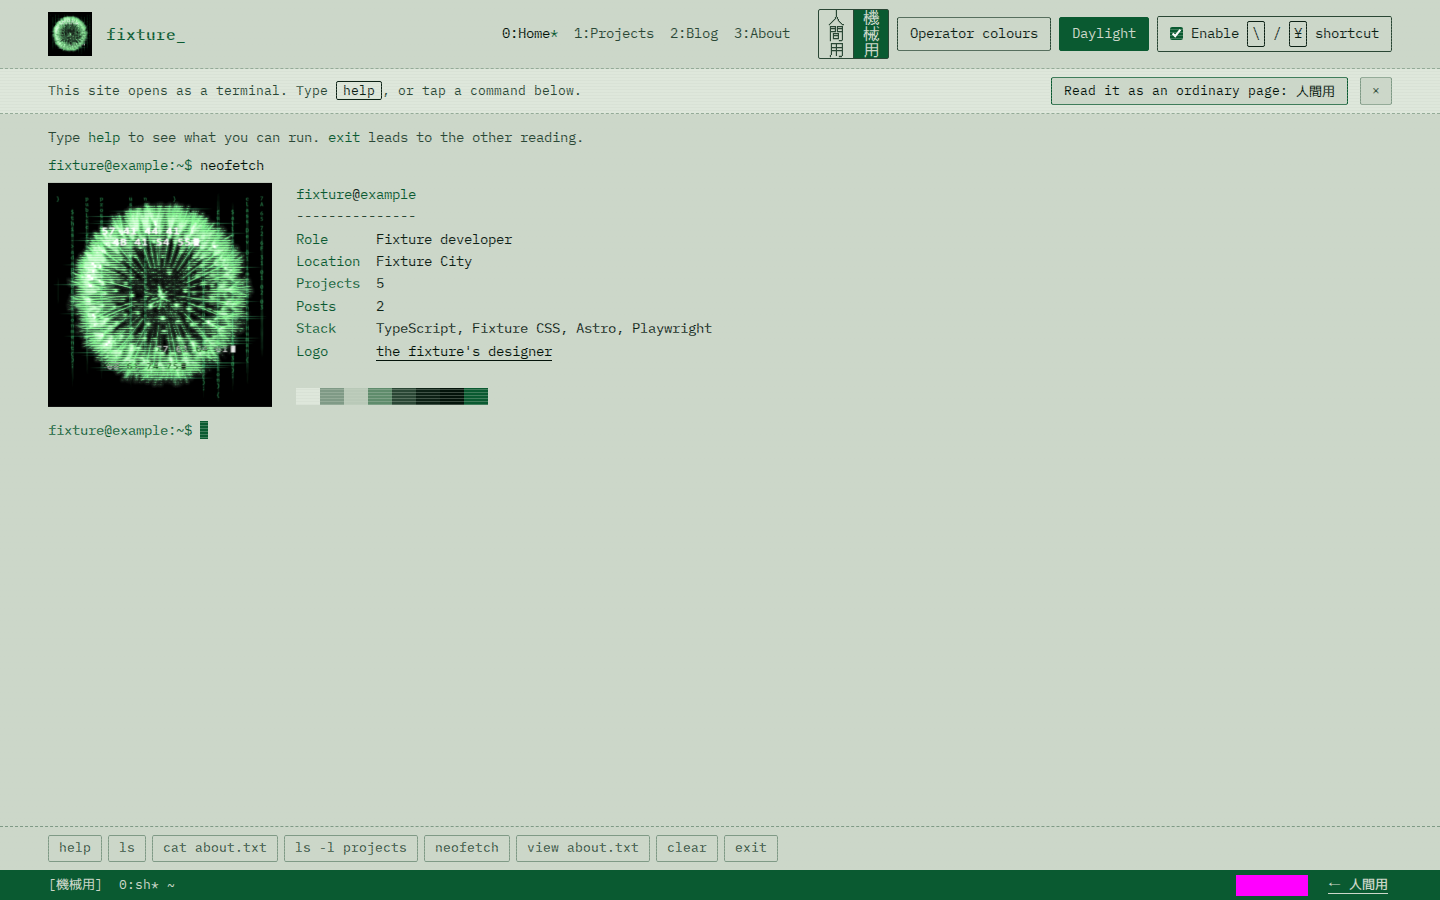 fixture_
0:Home* 1:Projects 2:Blog 3:About
人間用
機械用
Operator colours
Daylight
Enable \ / ¥ shortcut
This site opens as a terminal. Type help, or tap a command below.
Read it as an ordinary page: 人間用
×
Type help to see what you can run. exit leads to the other reading.
fixture@example:~$ neofetch
fixture@example
---------------
Role Fixture developer
Location Fixture City
Projects 5
Posts 2
Stack TypeScript, Fixture CSS, Astro, Playwright
Logo the fixture's designer
fixture@example:~$
help
ls
cat about.txt
ls -l projects
neofetch
view about.txt
clear
exit
[機械用] 0:sh* ~
← 人間用